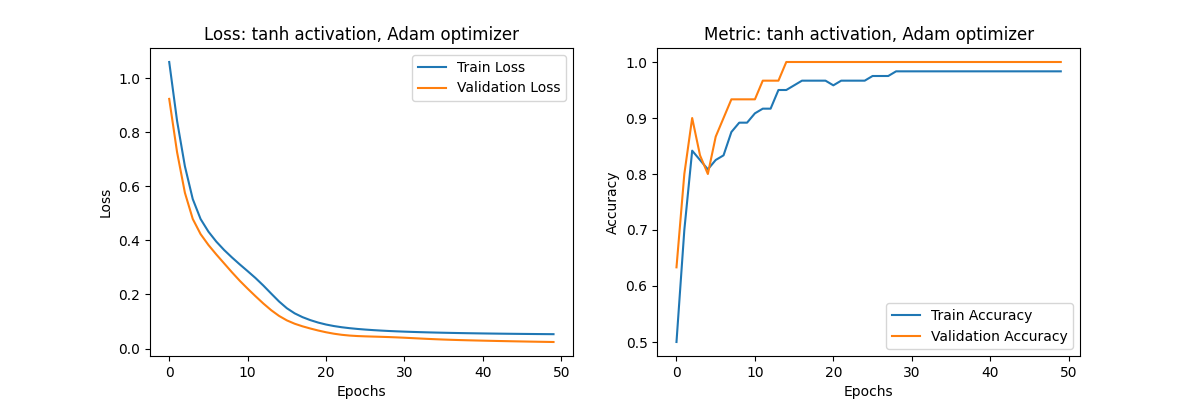 Loss: tanh activation, Adam optimizer
1.0
0.8
0.6
0.4
0.2
0.0
Loss
0 10 20 30 40 50
Epochs
Train Loss
Validation Loss
Metric: tanh activation, Adam optimizer
1.0
0.9
0.8
0.7
0.6
0.5
Accuracy
0 10 20 30 40 50
Epochs
Train Accuracy
Validation Accuracy